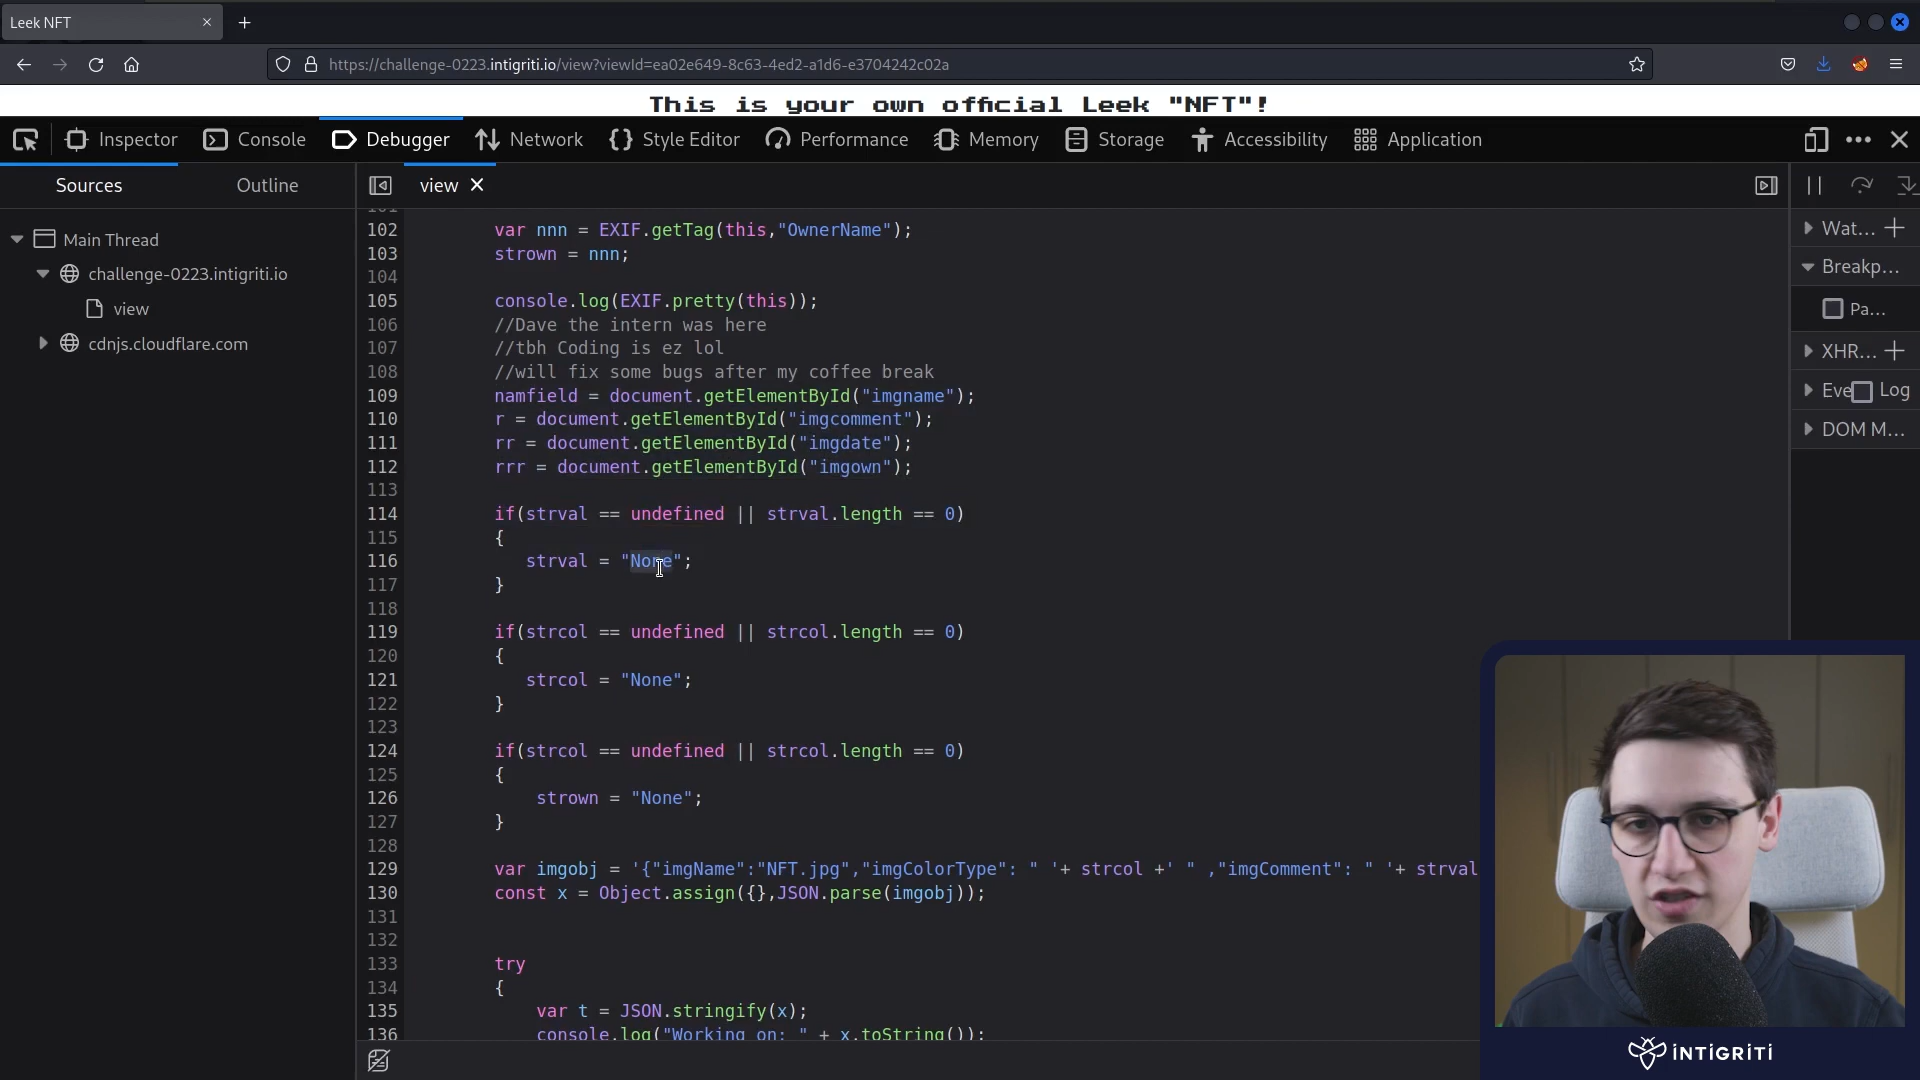 Leek NFT
https://challenge-0223.intigriti.io/view?viewId=ea02e649-8c63-4ed2-a1d6-e3704242c02a
This is your own official Leek "NFT"!
Inspector Console Debugger Network Style Editor Performance Memory Storage Accessibility Application
Sources Outline view
Main Thread
challenge-0223.intigriti.io
view
cdnjs.cloudflare.com
102 var nnn = EXIF.getTag(this,"OwnerName");
103 strown = nnn;
104
105 console.log(EXIF.pretty(this));
106 //Dave the intern was here
107 //tbh Coding is ez lol
108 //will fix some bugs after my coffee break
109 namfield = document.getElementById("imgname");
110 r = document.getElementById("imgcomment");
111 rr = document.getElementById("imgdate");
112 rrr = document.getElementById("imgown");
113
114 if(strval == undefined || strval.length == 0)
115 {
116 strval = "None";
117 }
118
119 if(strcol == undefined || strcol.length == 0)
120 {
121 strcol = "None";
122 }
123
124 if(strcol == undefined || strcol.length == 0)
125 {
126 strown = "None";
127 }
128
129 var imgobj = '{"imgName":"NFT.jpg","imgColorType": " '+ strcol +' " ,"imgComment": " '+ strval
130 const x = Object.assign({},JSON.parse(imgobj));
131
132
133 try
134 {
135 var t = JSON.stringify(x);
136 console.log("Working on: " + x.toString());
Wat...
Breakp...
Pa...
XHR...
Eve Log
DOM M...
INTIGRITI